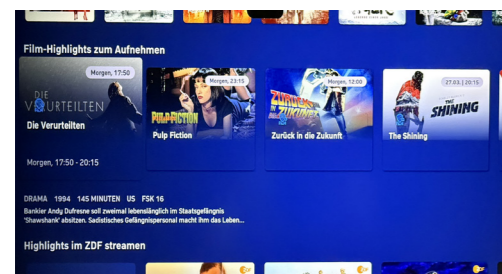 Film-Highlights zum Aufnehmen
Morgen, 17:50
Morgen, 23:15
Morgen, 12:00
27.03. | 20:15
DIE
VERURTEILTEN
PULP FICTION
ZURÜCK IN DIE
ZUKUNFT
THE
SHINING
Die Verurteilten
Pulp Fiction
Zurück in die Zukunft
The Shining
Morgen, 17:50 - 20:15
DRAMA 1994 145 MINUTEN US FSK 16
Bankier Andy Dufresne soll zweimal lebenslänglich im Staatsgefängnis
'Shawshank' absitzen. Sadistisches Gefängnispersonal macht ihm das Leben...
Highlights im ZDF streamen